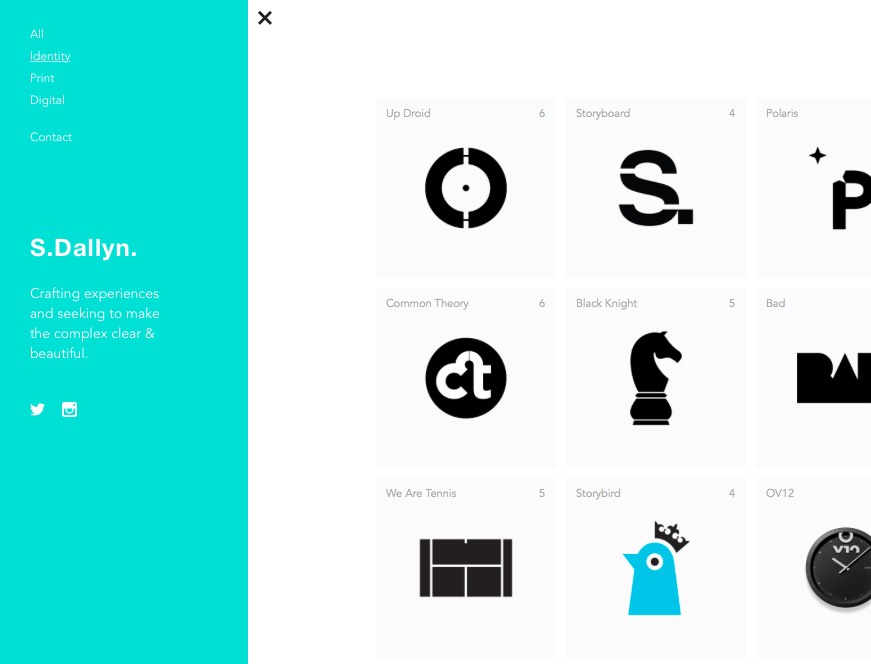 All
Identity
Print
Digital
Contact
S.Dallyn.
Crafting experiences
and seeking to make
the complex clear &
beautiful.
Up Droid 6
Storyboard 4
Polaris
S.
P
Common Theory 6
Black Knight 5
Bad
ct
BA
We Are Tennis 5
Storybird 4
OV12